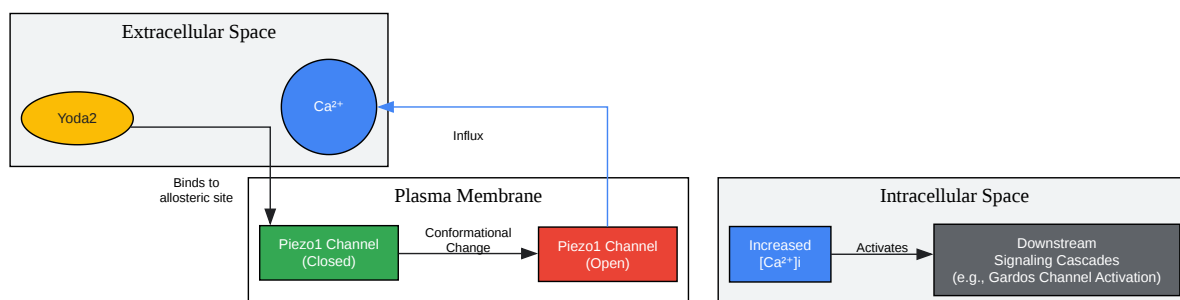 Extracellular Space
Yoda2
Ca²⁺
Influx
Binds to
allosteric site
Plasma Membrane
Piezo1 Channel
(Closed)
Conformational
Change
Piezo1 Channel
(Open)
Intracellular Space
Increased
[Ca²⁺]i
Activates
Downstream
Signaling Cascades
(e.g., Gardos Channel Activation)